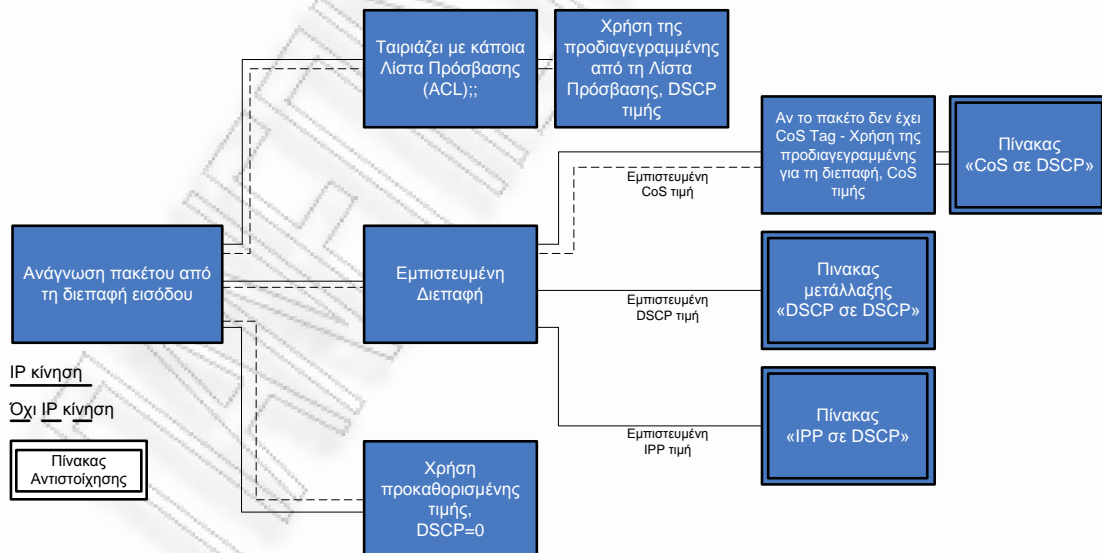 Ταιριάζει με κάποια
Λίστα Πρόσβασης
(ACL);;
Χρήση της
προδιαγεγραμμένης
από τη Λίστα
Πρόσβασης, DSCP
τιμής
Αν το πακέτο δεν έχει
CoS Tag - Χρήση της
προδιαγεγραμμένης
για τη διεπαφή, CoS
τιμής
Πίνακας
«CoS σε DSCP»
Εμπιστευμένη
CoS τιμή
Ανάγνωση πακέτου από
τη διεπαφή εισόδου
Εμπιστευμένη
Διεπαφή
Εμπιστευμένη
DSCP τιμή
Πινακας
μετάλλαξης
«DSCP σε DSCP»
IP κίνηση
Όχι IP κίνηση
Πίνακας
Αντιστοίχησης
Εμπιστευμένη
IPP τιμή
Πίνακας
«IPP σε DSCP»
Χρήση
προκαθορισμένης
τιμής,
DSCP=0